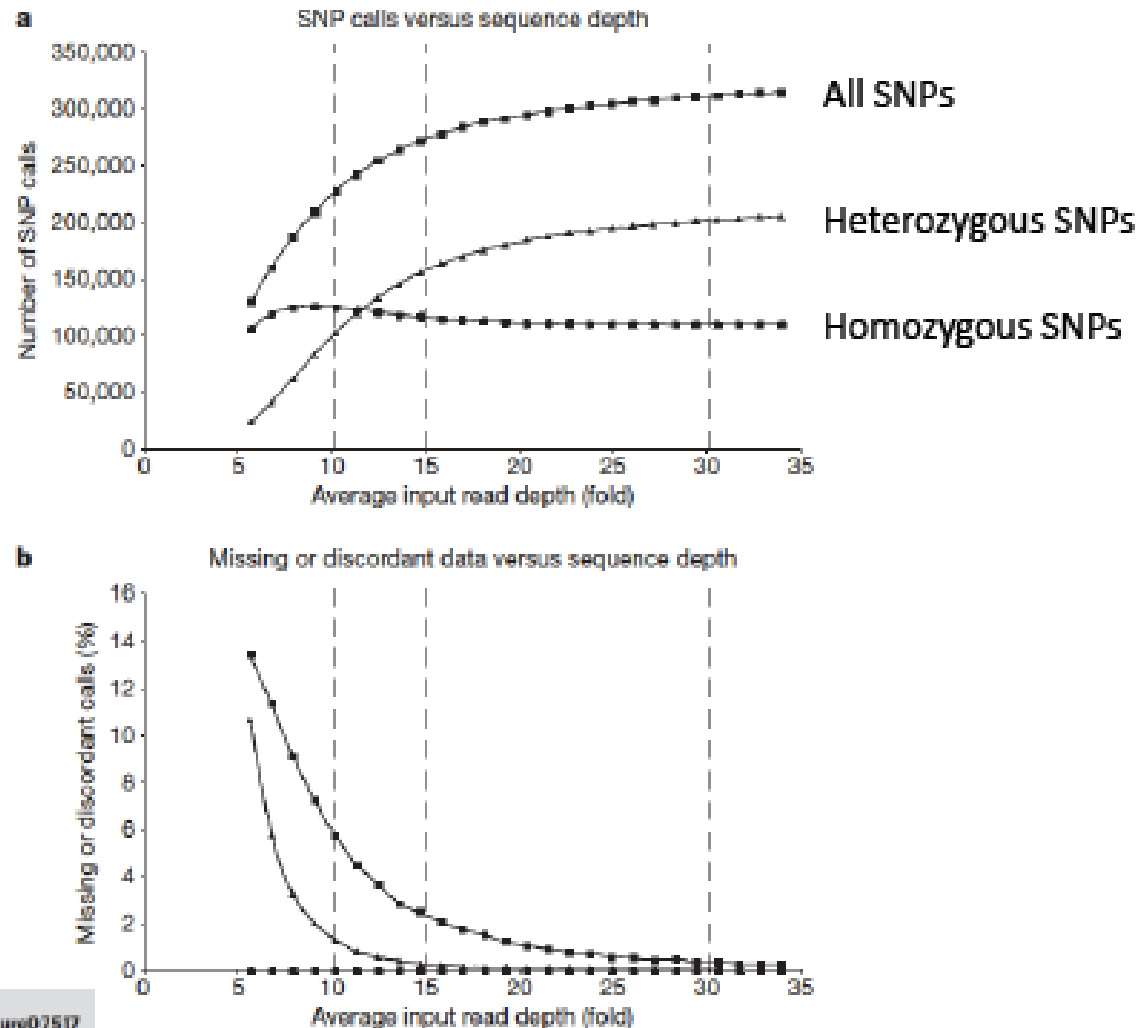 a
SNP calls versus sequence depth
350,000
300,000
250,000
200,000
150,000
100,000
50,000
0
Number of SNP calls
0 5 10 15 20 25 30 35
Average input read depth (fold)
All SNPs
Heterozygous SNPs
Homozygous SNPs
b
Missing or discordant data versus sequence depth
16
14
12
10
8
6
4
2
0
Missing or discordant calls (%)
0 5 10 15 20 25 30 35
Average input read depth (fold)